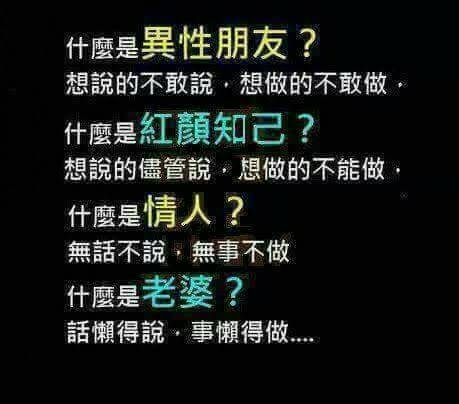 什麼是異性朋友？
想說的不敢說，想做的不敢做，
什麼是紅顏知己？
想說的儘管說，想做的不能做，
什麼是情人？
無話不說，無事不做
什麼是老婆？
話懶得說，事懶得做....